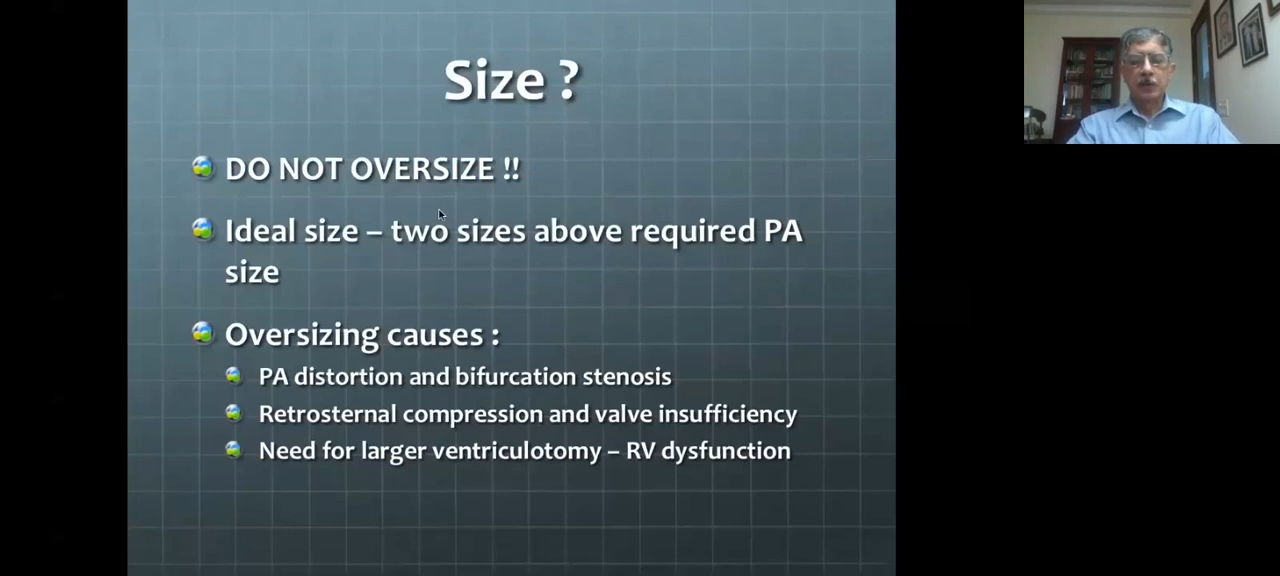 Size ?
DO NOT OVERSIZE !!
Ideal size – two sizes above required PA
size
Oversizing causes :
PA distortion and bifurcation stenosis
Retrosternal compression and valve insufficiency
Need for larger ventriculotomy – RV dysfunction